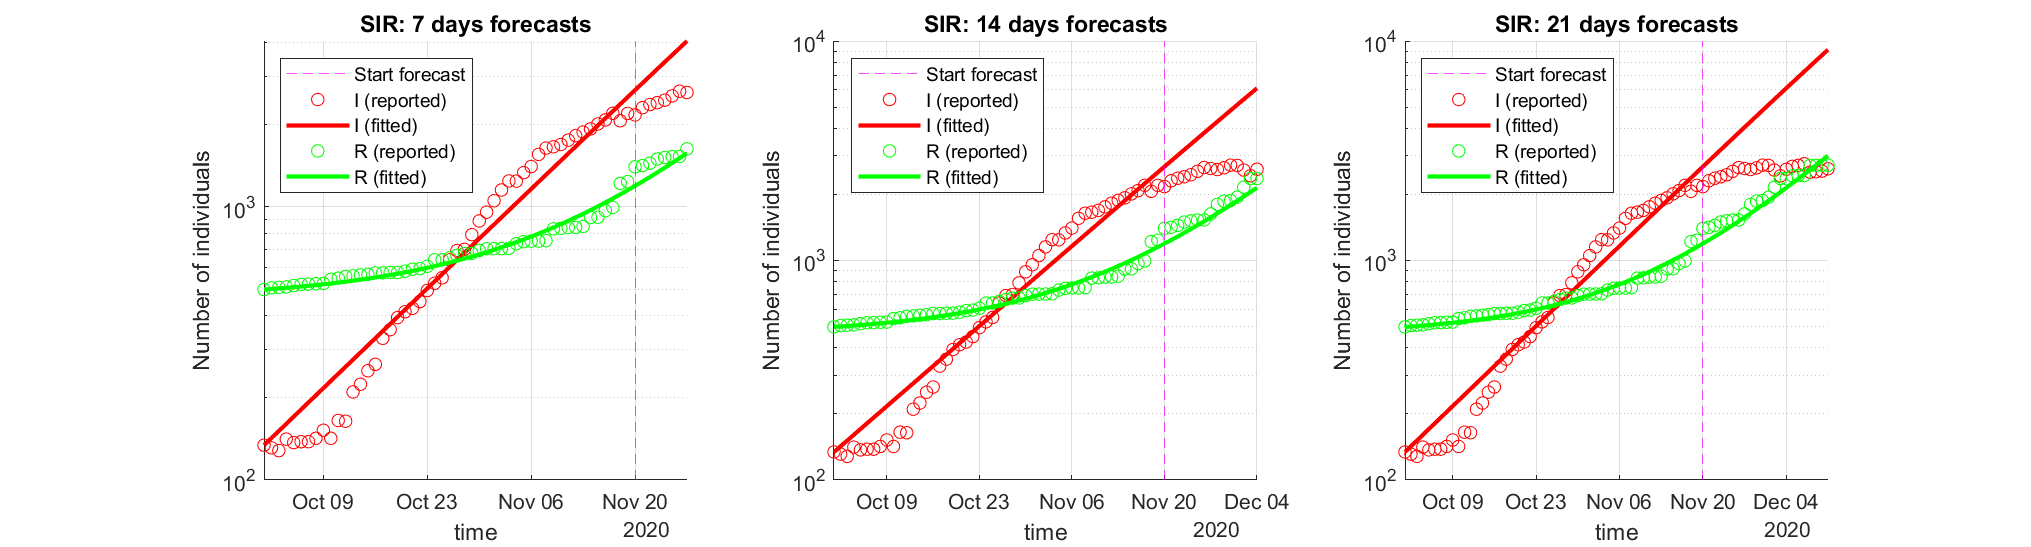 SIR: 7 days forecasts
Start forecast
I (reported)
I (fitted)
R (reported)
R (fitted)
Number of individuals
10^3
10^2
Oct 09
Oct 23
Nov 06
Nov 20
2020
time
SIR: 14 days forecasts
10^4
Start forecast
I (reported)
I (fitted)
R (reported)
R (fitted)
Number of individuals
10^3
10^2
Oct 09
Oct 23
Nov 06
Nov 20
Dec 04
2020
time
SIR: 21 days forecasts
10^4
Start forecast
I (reported)
I (fitted)
R (reported)
R (fitted)
Number of individuals
10^3
10^2
Oct 09
Oct 23
Nov 06
Nov 20
Dec 04
2020
time